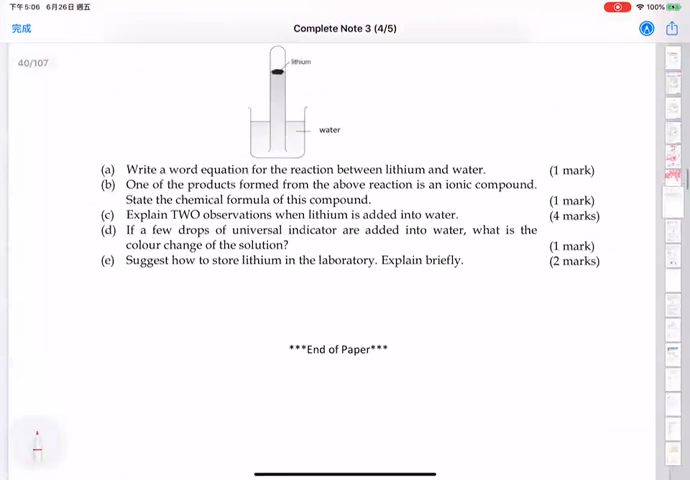 下午5:06 6月26日 週五
100%
完成
Complete Note 3 (4/5)
40/107
lithium
water
(a) Write a word equation for the reaction between lithium and water. (1 mark)
(b) One of the products formed from the above reaction is an ionic compound.
State the chemical formula of this compound. (1 mark)
(c) Explain TWO observations when lithium is added into water. (4 marks)
(d) If a few drops of universal indicator are added into water, what is the
colour change of the solution? (1 mark)
(e) Suggest how to store lithium in the laboratory. Explain briefly. (2 marks)
***End of Paper***